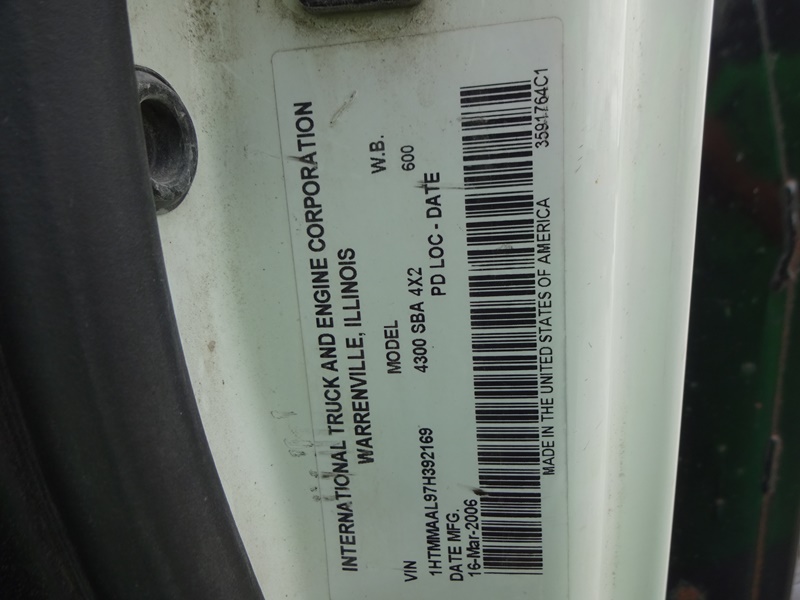 INTERNATIONAL TRUCK AND ENGINE CORPORATION
WARRENVILLE, ILLINOIS
VIN MODEL W.B.
1HTMMAAL97H392169 4300 SBA 4X2 600
DATE MFG. PD LOC - DATE
16-Mar-2006
MADE IN THE UNITED STATES OF AMERICA 3591764C1